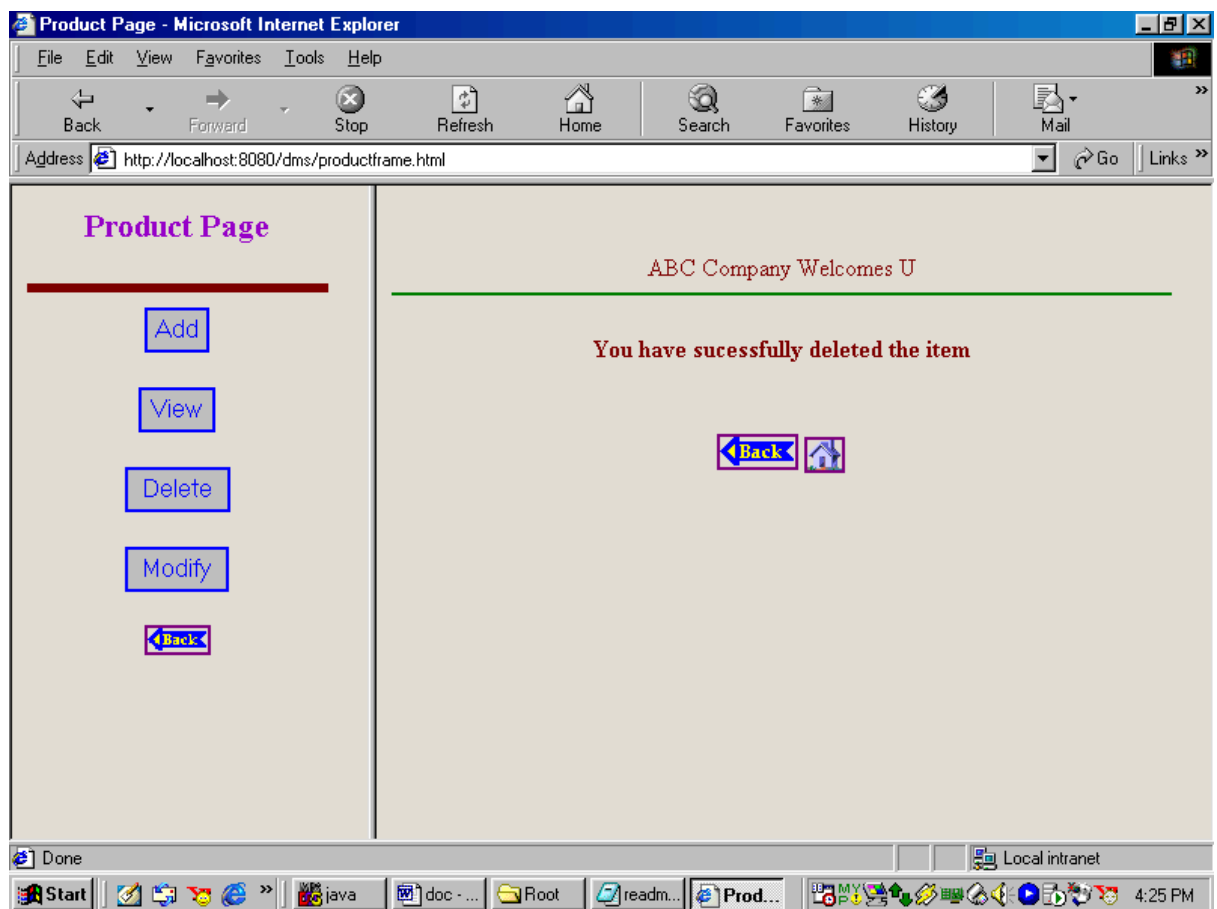 Product Page - Microsoft Internet Explorer
File Edit View Favorites Tools Help
Back Forward Stop Refresh Home Search Favorites History Mail »
Address http://localhost:8080/dms/productframe.html Go Links »
Product Page
Add
View
Delete
Modify
Back
ABC Company Welcomes U
You have sucessfully deleted the item
Back
Done Local intranet
Start » java doc - ... Root readm... Prod... 4:25 PM